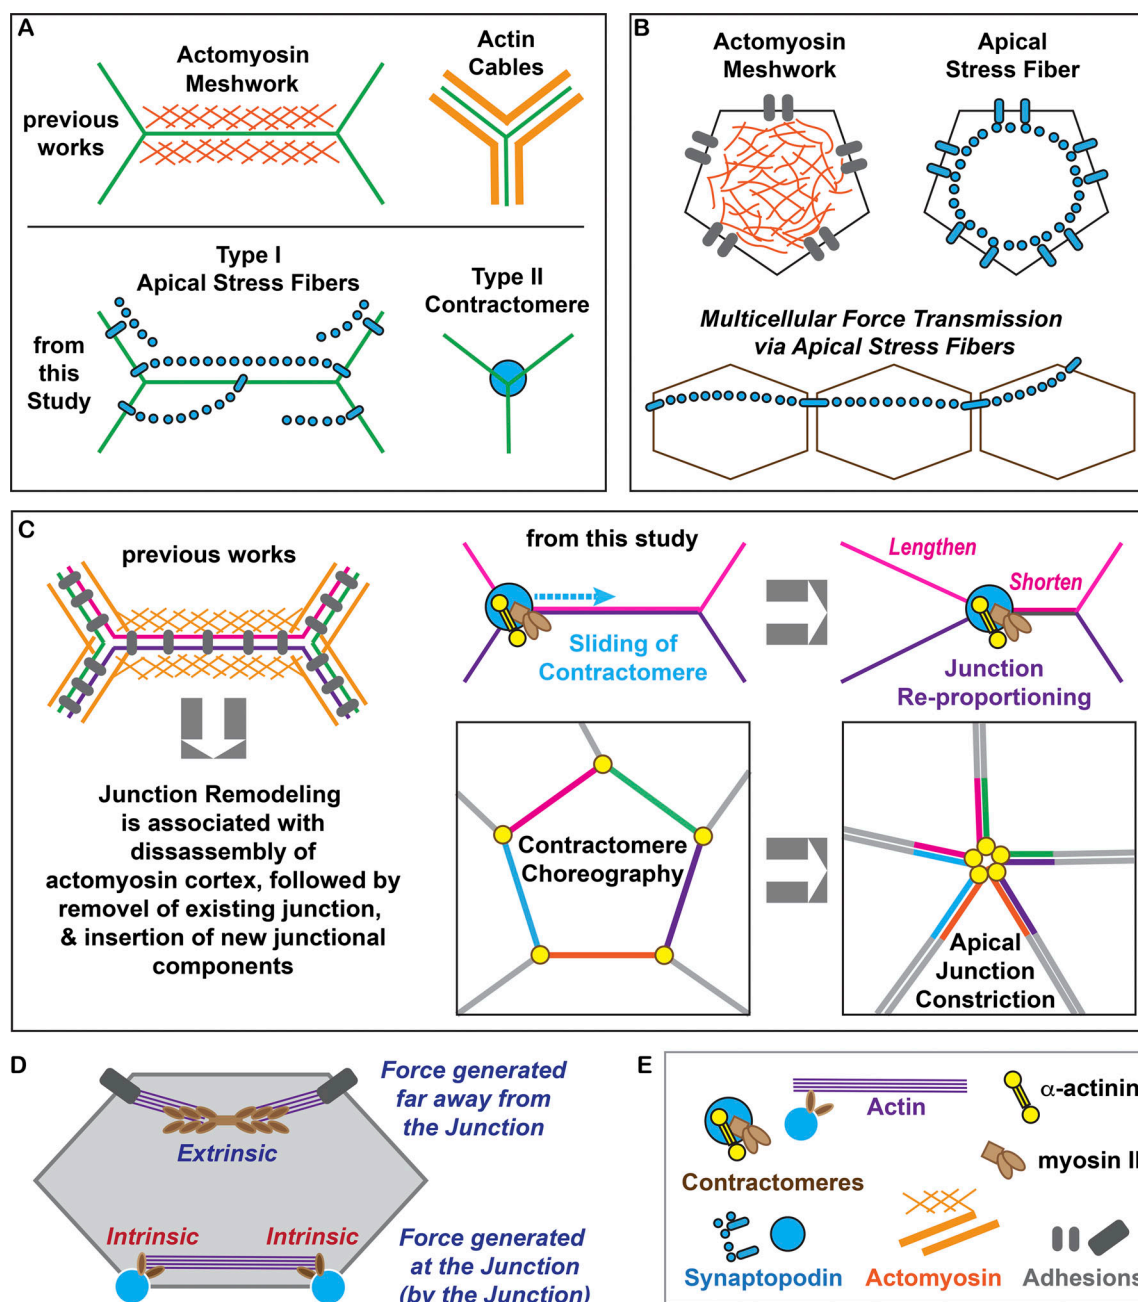 A
Actomyosin
Meshwork
Actin
Cables
previous
works
Type I
Apical Stress Fibers
Type II
Contractomere
from
this
Study
B
Actomyosin
Meshwork
Apical
Stress Fiber
Multicellular Force Transmission
via Apical Stress Fibers
C
previous works
Junction Remodeling
is associated with
disassembly of
actomyosin cortex, followed by
removel of existing junction,
& insertion of new junctional
components
from this study
Sliding of
Contractomere
Lengthen
Shorten
Junction
Re-proportioning
Contractomere
Choreography
Apical
Junction
Constriction
D
Force generated
far away from
the Junction
Extrinsic
Intrinsic
Intrinsic
Force generated
at the Junction
(by the Junction)
E
Actin
α-actinin
Contractomeres
myosin II
Synaptopodin
Actomyosin
Adhesions